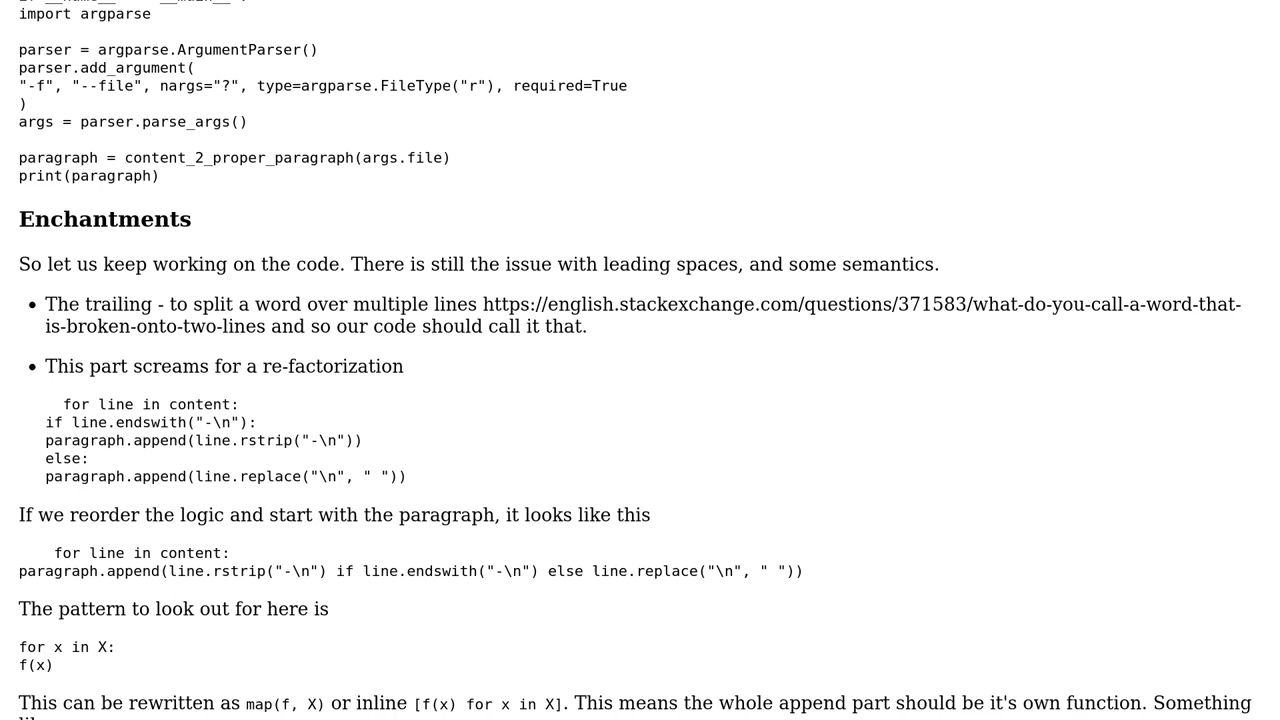 import argparse
parser = argparse.ArgumentParser()
parser.add_argument(
"-f", "--file", nargs="?", type=argparse.FileType("r"), required=True
)
args = parser.parse_args()
paragraph = content_2_proper_paragraph(args.file)
print(paragraph)
Enchantments
So let us keep working on the code. There is still the issue with leading spaces, and some semantics.
• The trailing - to split a word over multiple lines https://english.stackexchange.com/questions/371583/what-do-you-call-a-word-that-
is-broken-onto-two-lines and so our code should call it that.
• This part screams for a re-factorization
for line in content:
if line.endswith("-\n"):
paragraph.append(line.rstrip("-\n"))
else:
paragraph.append(line.replace("\n", " "))
If we reorder the logic and start with the paragraph, it looks like this
for line in content:
paragraph.append(line.rstrip("-\n") if line.endswith("-\n") else line.replace("\n", " "))
The pattern to look out for here is
for x in X:
f(x)
This can be rewritten as map(f, X) or inline [f(x) for x in X]. This means the whole append part should be it's own function. Something